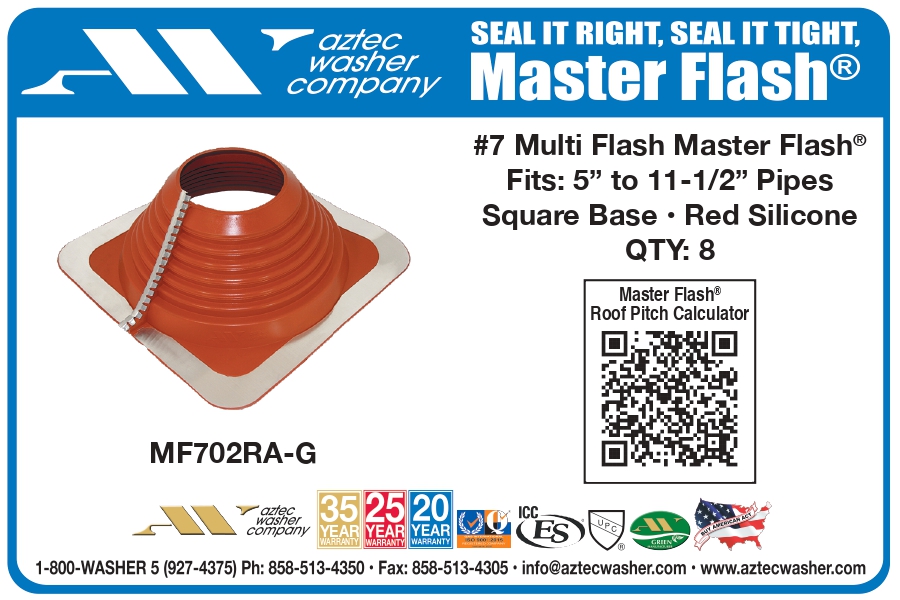 aztec
washer
company
SEAL IT RIGHT, SEAL IT TIGHT,
Master Flash®
#7 Multi Flash Master Flash®
Fits: 5” to 11-1/2” Pipes
Square Base • Red Silicone
QTY: 8
Master Flash®
Roof Pitch Calculator
MF702RA-G
aztec
washer
company
35
YEAR
WARRANTY
25
YEAR
WARRANTY
20
YEAR
WARRANTY
ISO 9001:2015
ICC
ES
UPC
®
GREEN
BUY AMERICAN ACT
1-800-WASHER 5 (927-4375) Ph: 858-513-4350 • Fax: 858-513-4305 • info@aztecwasher.com • www.aztecwasher.com